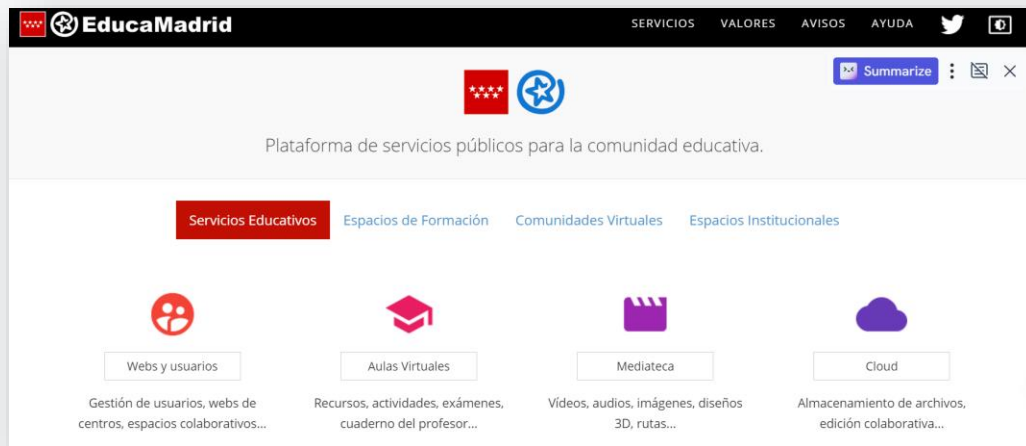 EducaMadrid
SERVICIOS VALORES AVISOS AYUDA
Summarize
Plataforma de servicios públicos para la comunidad educativa.
Servicios Educativos Espacios de Formación Comunidades Virtuales Espacios Institucionales
Webs y usuarios Aulas Virtuales Mediateca Cloud
Gestión de usuarios, webs de Recursos, actividades, exámenes, Vídeos, audios, imágenes, diseños Almacenamiento de archivos,
centros, espacios colaborativos... cuaderno del profesor... 3D, rutas... edición colaborativa...